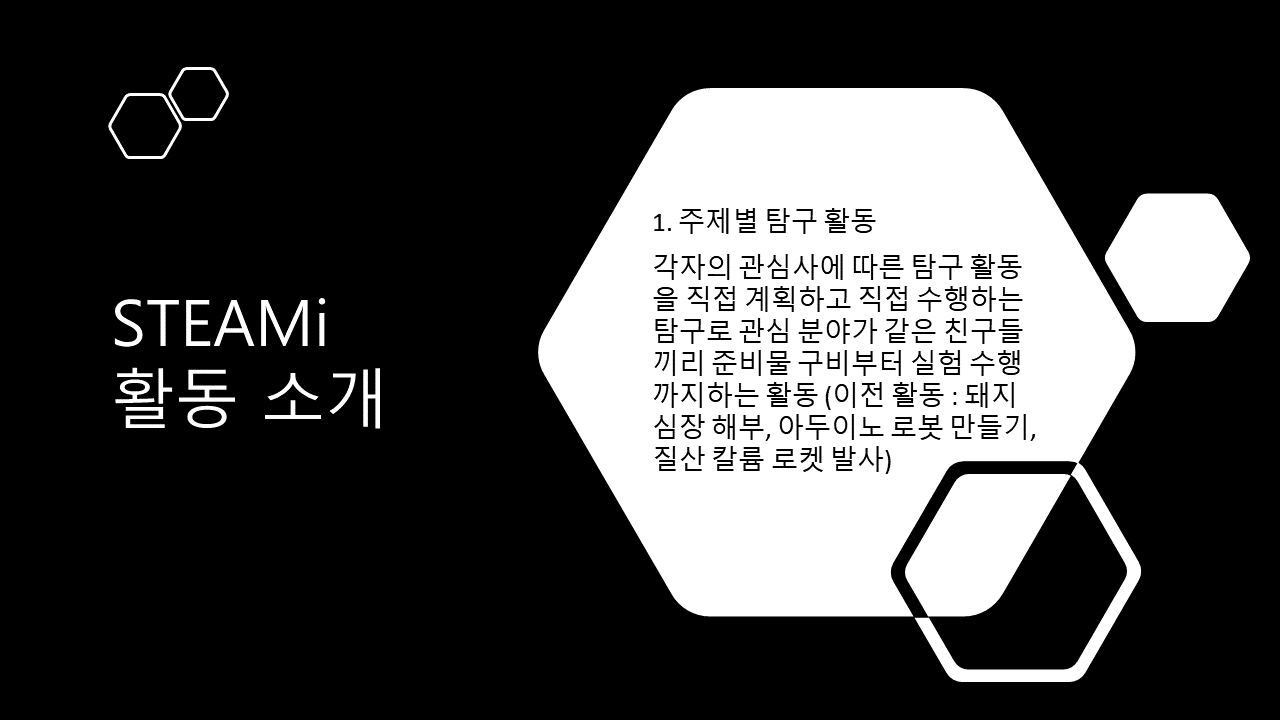 STEAMi
활동 소개
1. 주제별 탐구 활동
각자의 관심사에 따른 탐구 활동
을 직접 계획하고 직접 수행하는
탐구로 관심 분야가 같은 친구들
끼리 준비물 구비부터 실험 수행
까지하는 활동 (이전 활동 : 돼지
심장 해부, 아두이노 로봇 만들기,
질산 칼륨 로켓 발사)